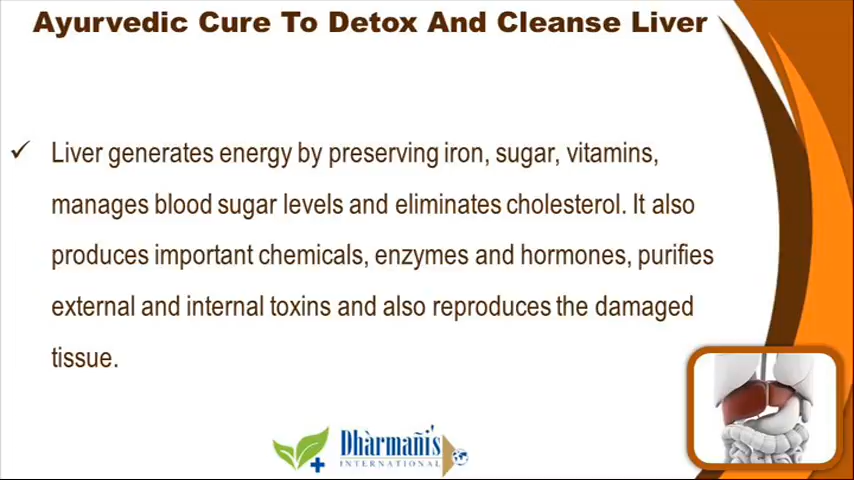 Ayurvedic Cure To Detox And Cleanse Liver
✓ Liver generates energy by preserving iron, sugar, vitamins,
manages blood sugar levels and eliminates cholesterol. It also
produces important chemicals, enzymes and hormones, purifies
external and internal toxins and also reproduces the damaged
tissue.
Dhàrmañi's
INTERNATIONAL